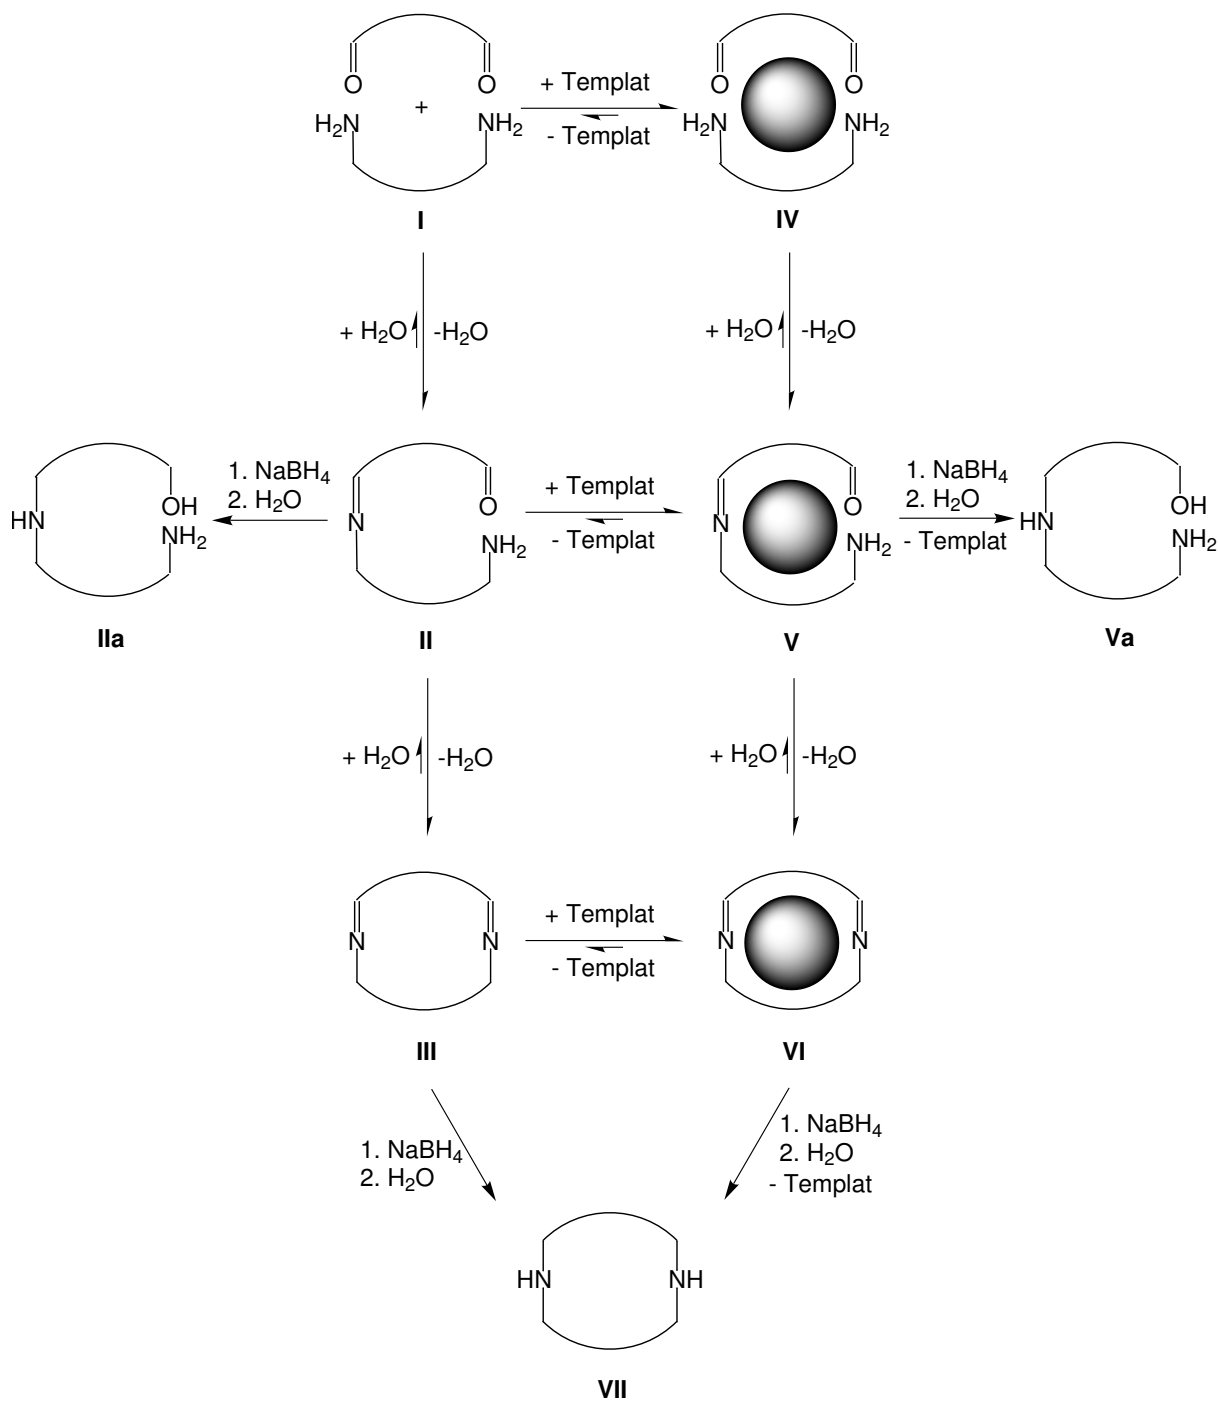 O O O O
H₂N + NH₂ + Templat H₂N NH₂
- Templat
I IV
+ H₂O -H₂O + H₂O -H₂O
1. NaBH₄ 1. NaBH₄
2. H₂O 2. H₂O
HN OH N O + Templat N O HN OH
NH₂ NH₂ - Templat NH₂ - Templat NH₂
IIa II V Va
+ H₂O -H₂O + H₂O -H₂O
+ Templat
N N - Templat N N
III VI
1. NaBH₄ 1. NaBH₄
2. H₂O 2. H₂O
- Templat
HN NH
VII